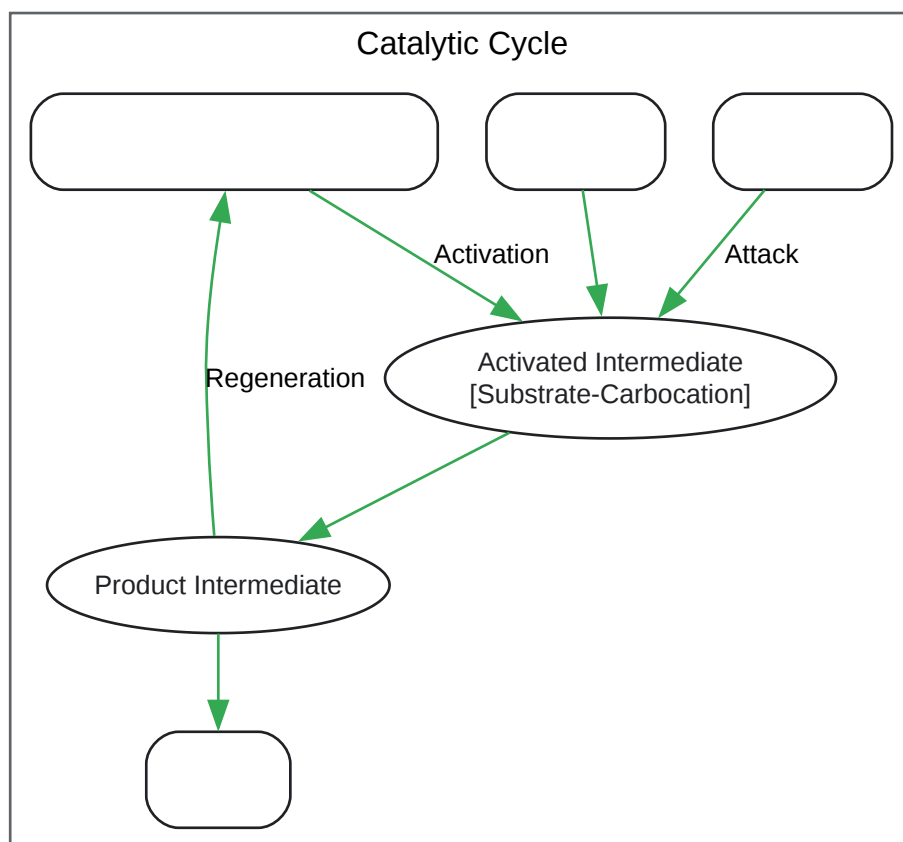 Catalytic Cycle
Activation
Attack
Activated Intermediate
[Substrate-Carbocation]
Regeneration
Product Intermediate